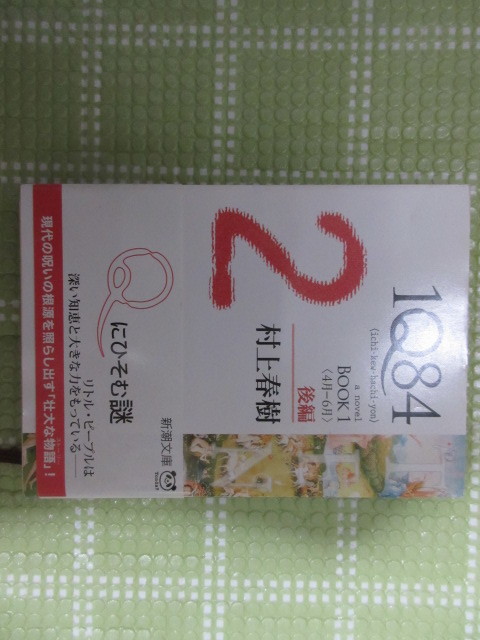 1Q84
(ichi-kew-hachi-yon)
a novel
BOOK 1
〈4月-6月〉
後編
2
村上春樹
新潮文庫
Qにひそむ謎
リトル・ピープルは
深い知恵と大きな力をもっている――
現代の呪いの根源を照らし出す「壮大な物語」!